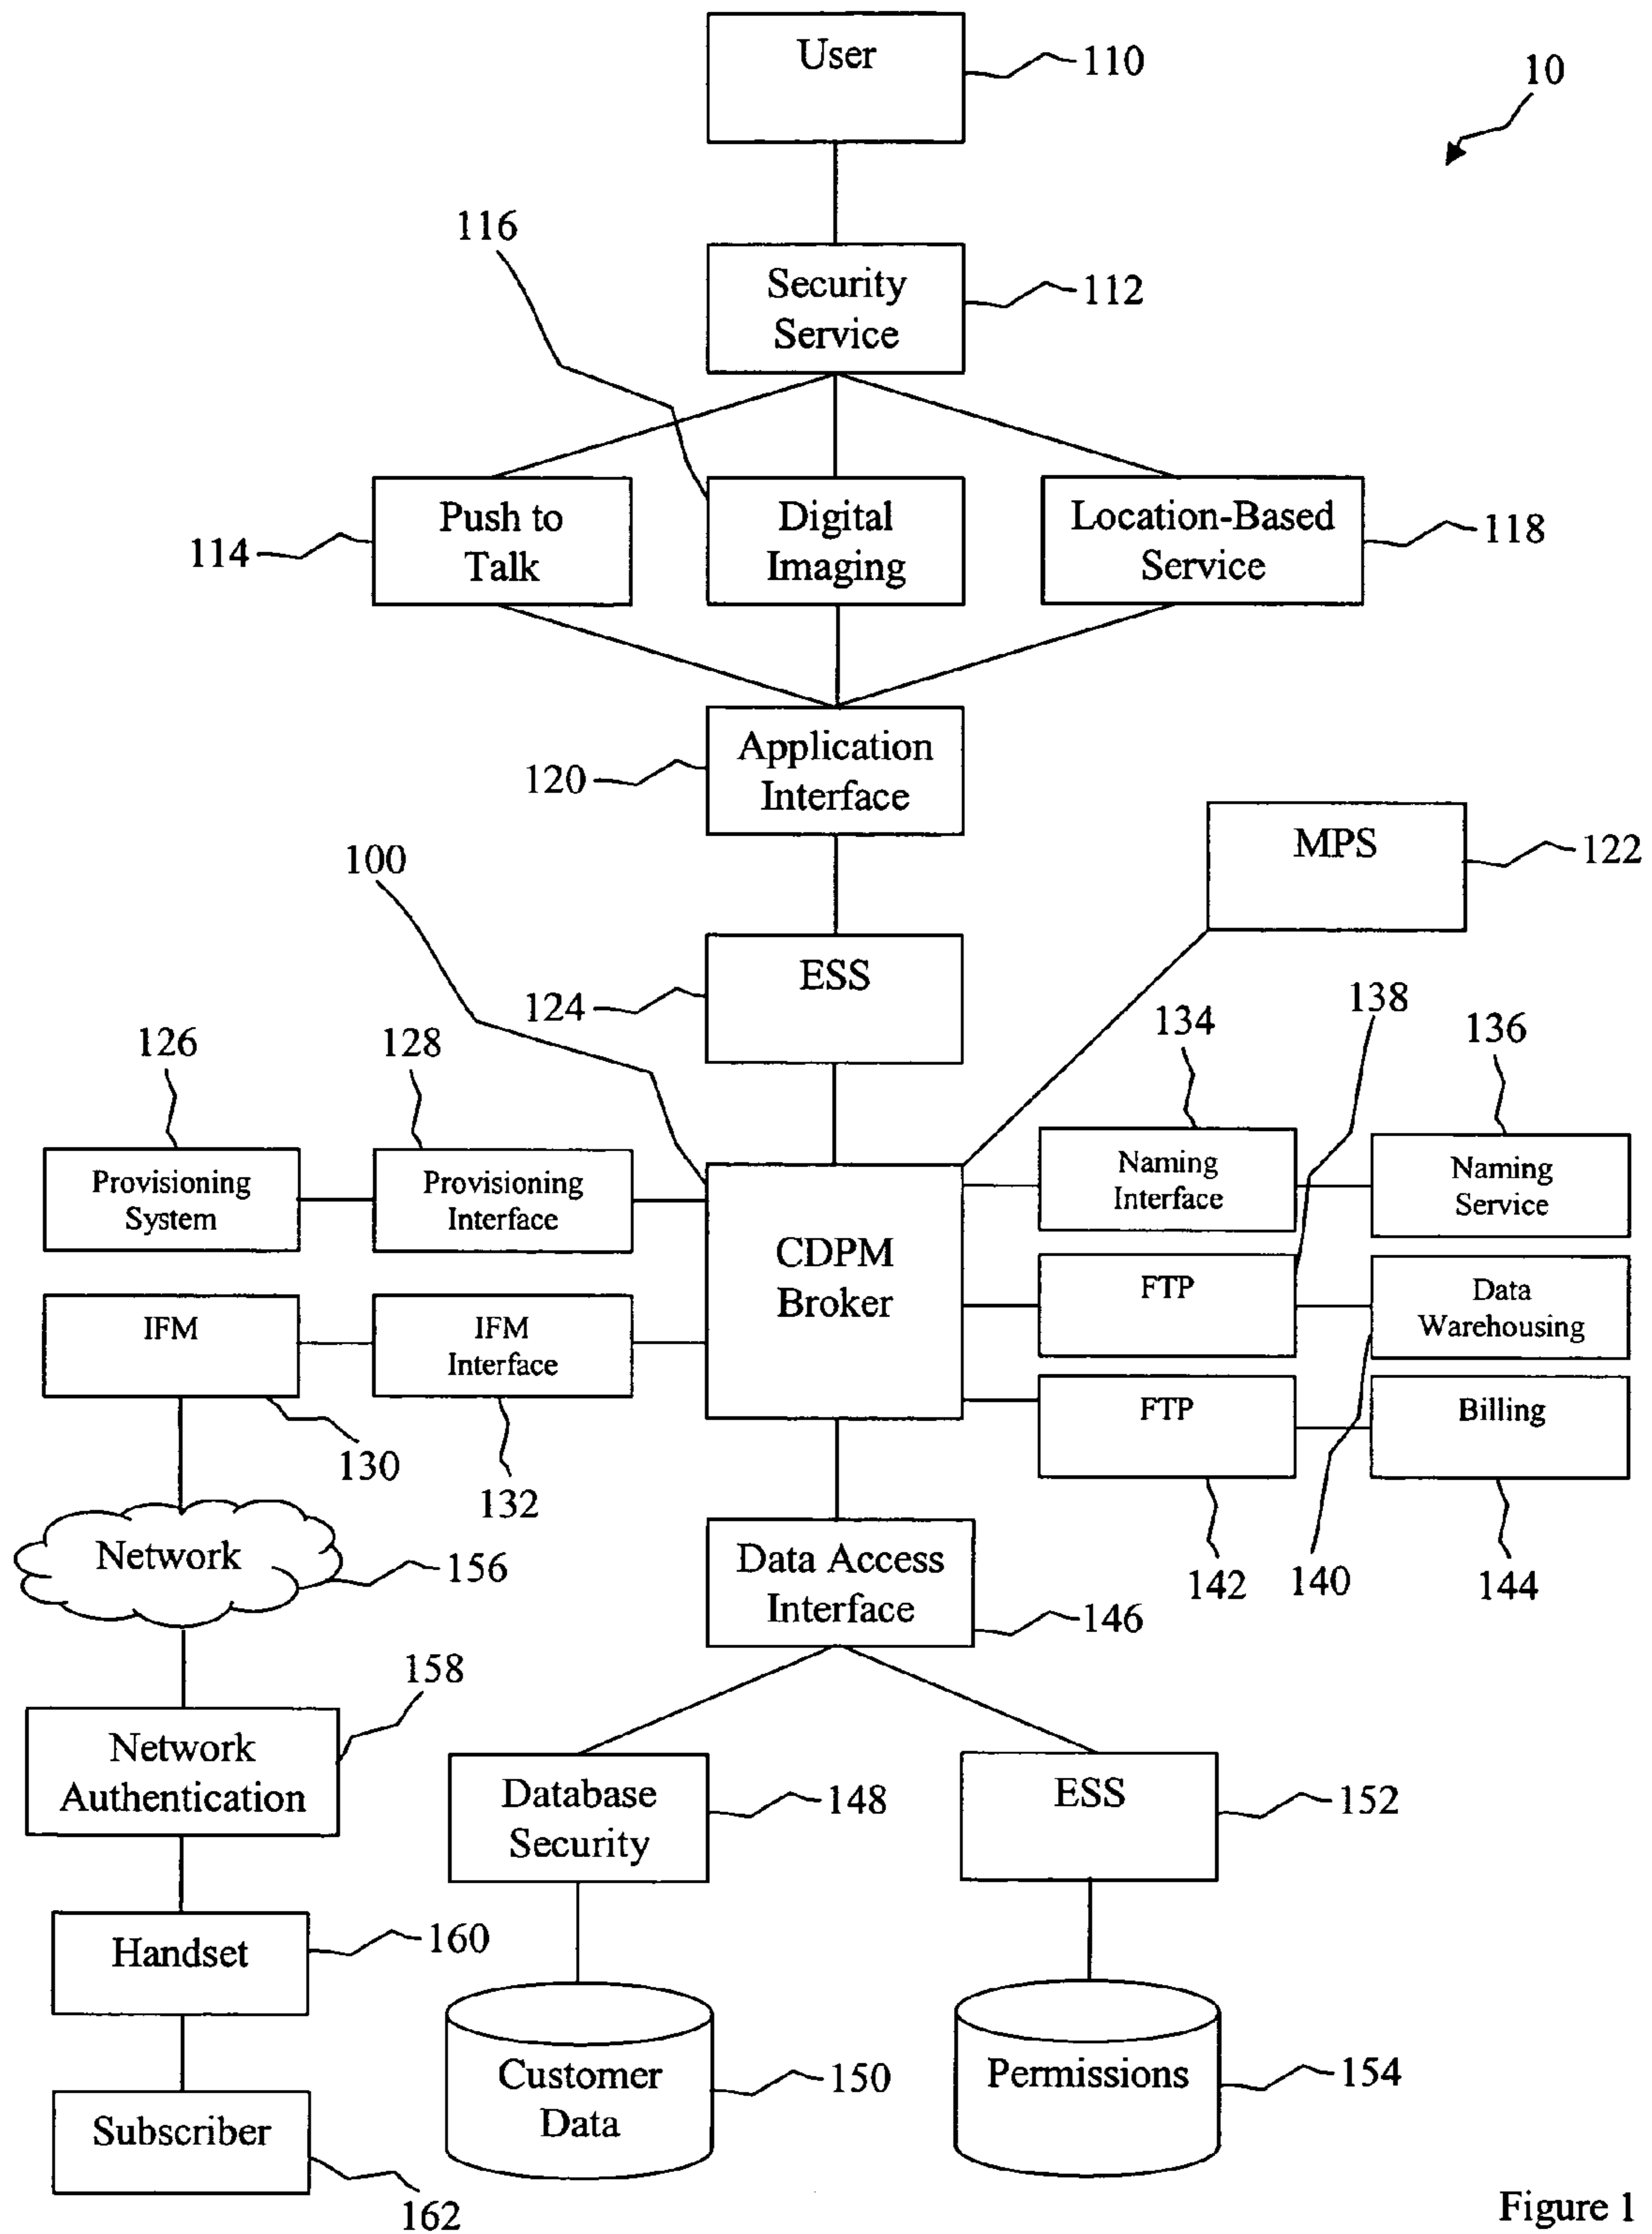 User
110
10
116
Security
Service
112
Push to
Talk
114
Digital
Imaging
Location-Based
Service
118
Application
Interface
120
MPS
122
100
ESS
124
138
134
136
126
128
Provisioning
System
Provisioning
Interface
CDPM
Broker
Naming
Interface
Naming
Service
IFM
IFM
Interface
FTP
Data
Warehousing
FTP
Billing
130
132
142
140
144
Network
156
Data Access
Interface
146
158
Network
Authentication
Database
Security
148
ESS
152
Handset
160
Customer
Data
150
Permissions
154
Subscriber
162
Figure 1